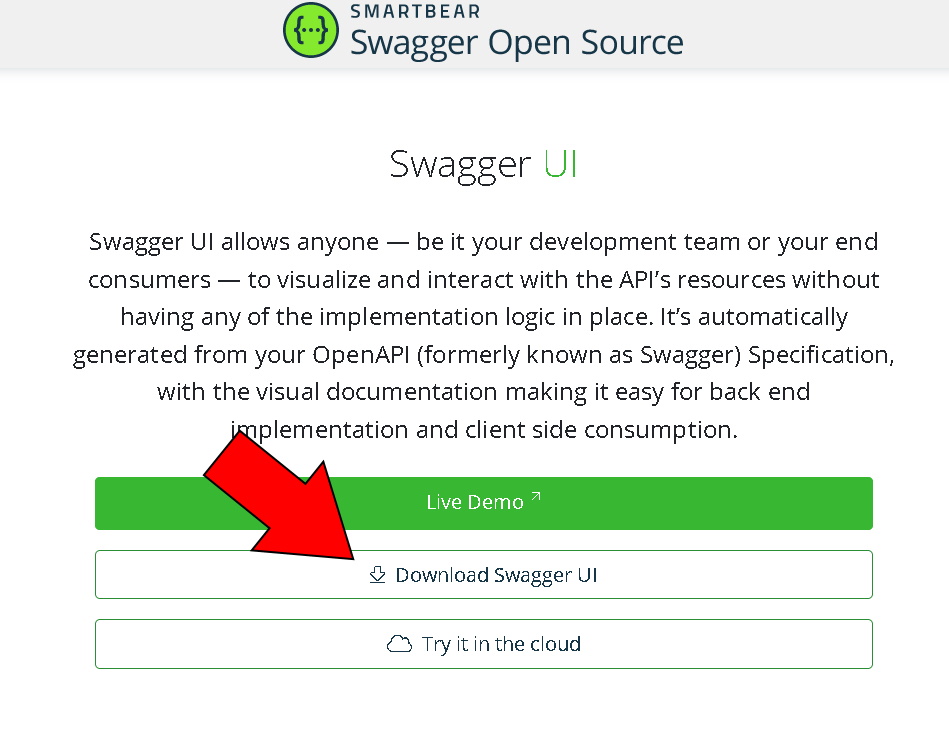 SMARTBEAR
Swagger Open Source
Swagger UI
Swagger UI allows anyone — be it your development team or your end
consumers — to visualize and interact with the API’s resources without
having any of the implementation logic in place. It’s automatically
generated from your OpenAPI (formerly known as Swagger) Specification,
with the visual documentation making it easy for back end
implementation and client side consumption.
Live Demo
Download Swagger UI
Try it in the cloud